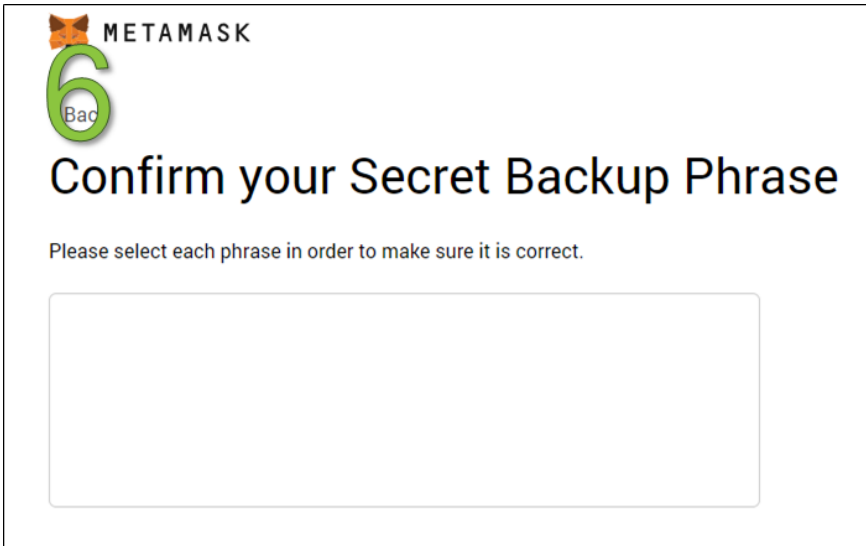 METAMASK
6
Bac
Confirm your Secret Backup Phrase
Please select each phrase in order to make sure it is correct.